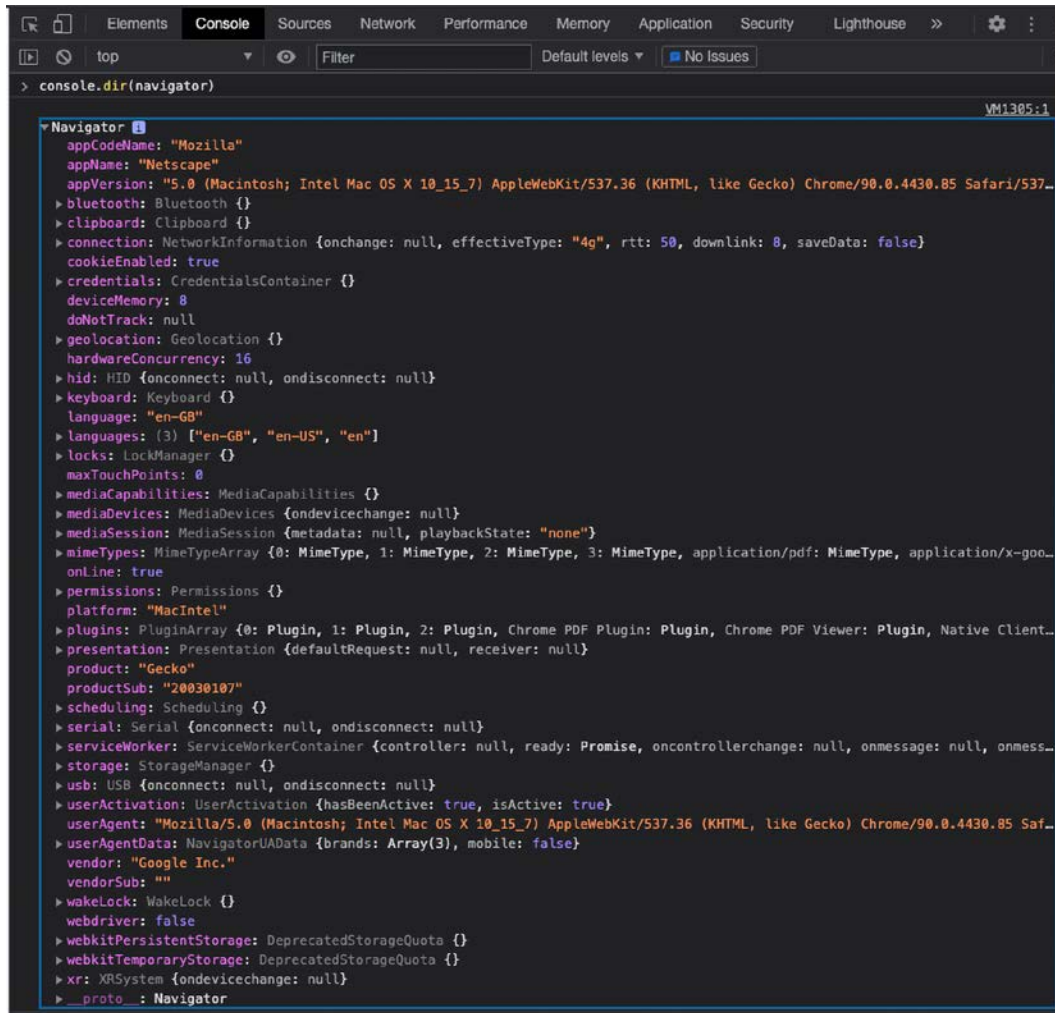 Elements Console Sources Network Performance Memory Application Security Lighthouse »
top Filter Default levels ▼ No Issues
> console.dir(navigator)
VM1305:1
▼Navigator i
appCodeName: "Mozilla"
appName: "Netscape"
appVersion: "5.0 (Macintosh; Intel Mac OS X 10_15_7) AppleWebKit/537.36 (KHTML, like Gecko) Chrome/90.0.4430.85 Safari/537…
▶bluetooth: Bluetooth {}
▶clipboard: Clipboard {}
▶connection: NetworkInformation {onchange: null, effectiveType: "4g", rtt: 50, downlink: 8, saveData: false}
cookieEnabled: true
▶credentials: CredentialsContainer {}
deviceMemory: 8
doNotTrack: null
▶geolocation: Geolocation {}
hardwareConcurrency: 16
▶hid: HID {onconnect: null, ondisconnect: null}
▶keyboard: Keyboard {}
language: "en-GB"
▶languages: (3) ["en-GB", "en-US", "en"]
▶locks: LockManager {}
maxTouchPoints: 0
▶mediaCapabilities: MediaCapabilities {}
▶mediaDevices: MediaDevices {ondevicechange: null}
▶mediaSession: MediaSession {metadata: null, playbackState: "none"}
▶mimeTypes: MimeTypeArray {0: MimeType, 1: MimeType, 2: MimeType, 3: MimeType, application/pdf: MimeType, application/x-goo…
onLine: true
▶permissions: Permissions {}
platform: "MacIntel"
▶plugins: PluginArray {0: Plugin, 1: Plugin, 2: Plugin, Chrome PDF Plugin: Plugin, Chrome PDF Viewer: Plugin, Native Client…
▶presentation: Presentation {defaultRequest: null, receiver: null}
product: "Gecko"
productSub: "20030107"
▶scheduling: Scheduling {}
▶serial: Serial {onconnect: null, ondisconnect: null}
▶serviceWorker: ServiceWorkerContainer {controller: null, ready: Promise, oncontrollerchange: null, onmessage: null, onmess…
▶storage: StorageManager {}
▶usb: USB {onconnect: null, ondisconnect: null}
▶userActivation: UserActivation {hasBeenActive: true, isActive: true}
userAgent: "Mozilla/5.0 (Macintosh; Intel Mac OS X 10_15_7) AppleWebKit/537.36 (KHTML, like Gecko) Chrome/90.0.4430.85 Saf…
▶userAgentData: NavigatorUAData {brands: Array(3), mobile: false}
vendor: "Google Inc."
vendorSub: ""
▶wakeLock: WakeLock {}
webdriver: false
▶webkitPersistentStorage: DeprecatedStorageQuota {}
▶webkitTemporaryStorage: DeprecatedStorageQuota {}
▶xr: XRSystem {ondevicechange: null}
▶__proto__: Navigator